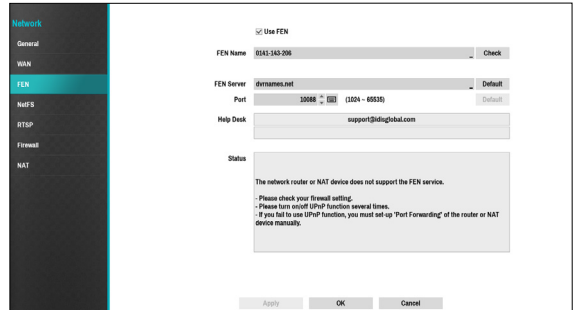 Network
General
WAN
FEN
NetFS
RTSP
Firewall
NAT
Use FEN
FEN Name 0141-143-206 Check
FEN Server dvrnames.net Default
Port 10088 (1024 ~ 65635) Default
Help Desk support@idisglobal.com
Status
The network router or NAT device does not support the FEN service.
- Please check your firewall setting.
- Please turn on/off UPnP function several times.
- If you fail to use UPnP function, you must set-up 'Port Forwarding' of the router or NAT
device manually.
Apply OK Cancel